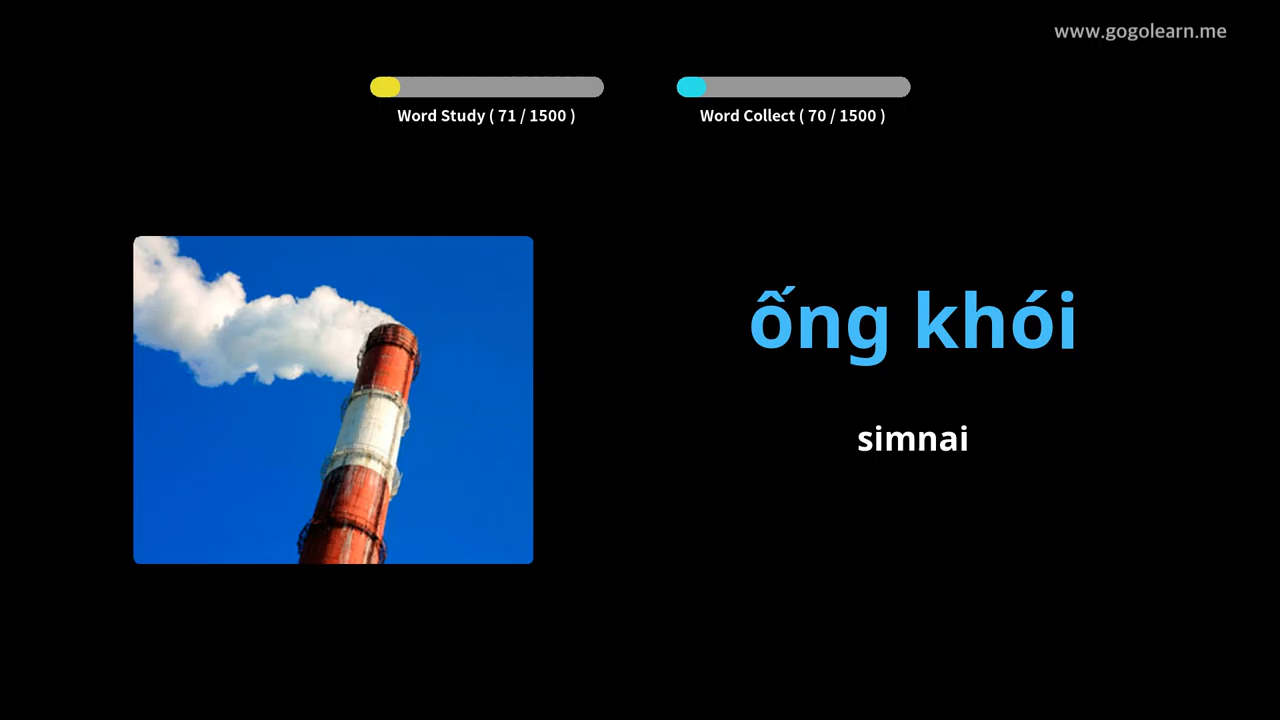 www.gogolearn.me
Word Study ( 71 / 1500 )
Word Collect ( 70 / 1500 )
ống khói
simnai